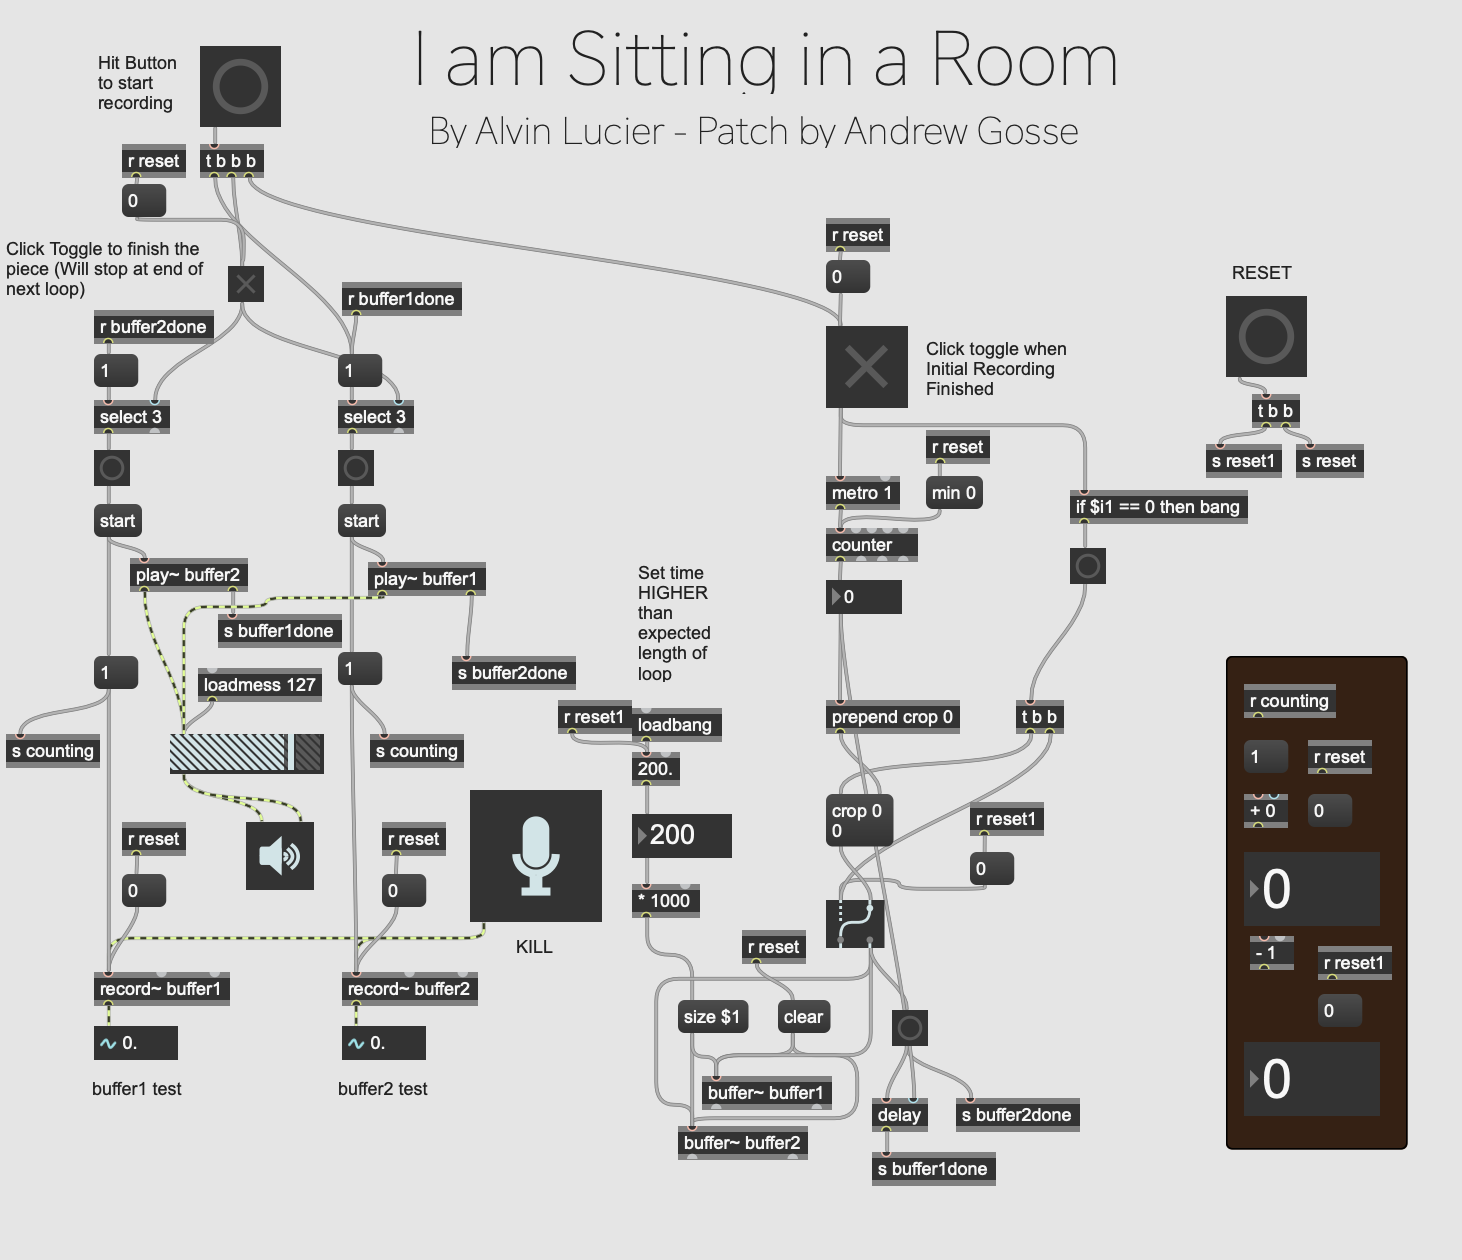 I am Sitting in a Room
By Alvin Lucier - Patch by Andrew Gosse
Hit Button
to start
recording
r reset
t b b b
0
Click Toggle to finish the
piece (Will stop at end of
next loop)
r buffer2done
1
select 3
start
play~ buffer2
s buffer1done
1
loadmess 127
s counting
r reset
0
record~ buffer1
0.
buffer1 test
r buffer1done
1
select 3
start
play~ buffer1
s buffer2done
1
s counting
r reset
0
record~ buffer2
0.
buffer2 test
KILL
Set time
HIGHER
than
expected
length of
loop
r reset1
loadbang
200.
200
* 1000
r reset
size $1
clear
buffer~ buffer1
buffer~ buffer2
r reset
0
Click toggle when
Initial Recording
Finished
r reset
metro 1
min 0
counter
0
if $i1 == 0 then bang
prepend crop 0
t b b
crop 0
0
r reset1
0
delay
s buffer2done
s buffer1done
RESET
t b b
s reset1
s reset
r counting
1
r reset
+ 0
0
0
- 1
r reset1
0
0